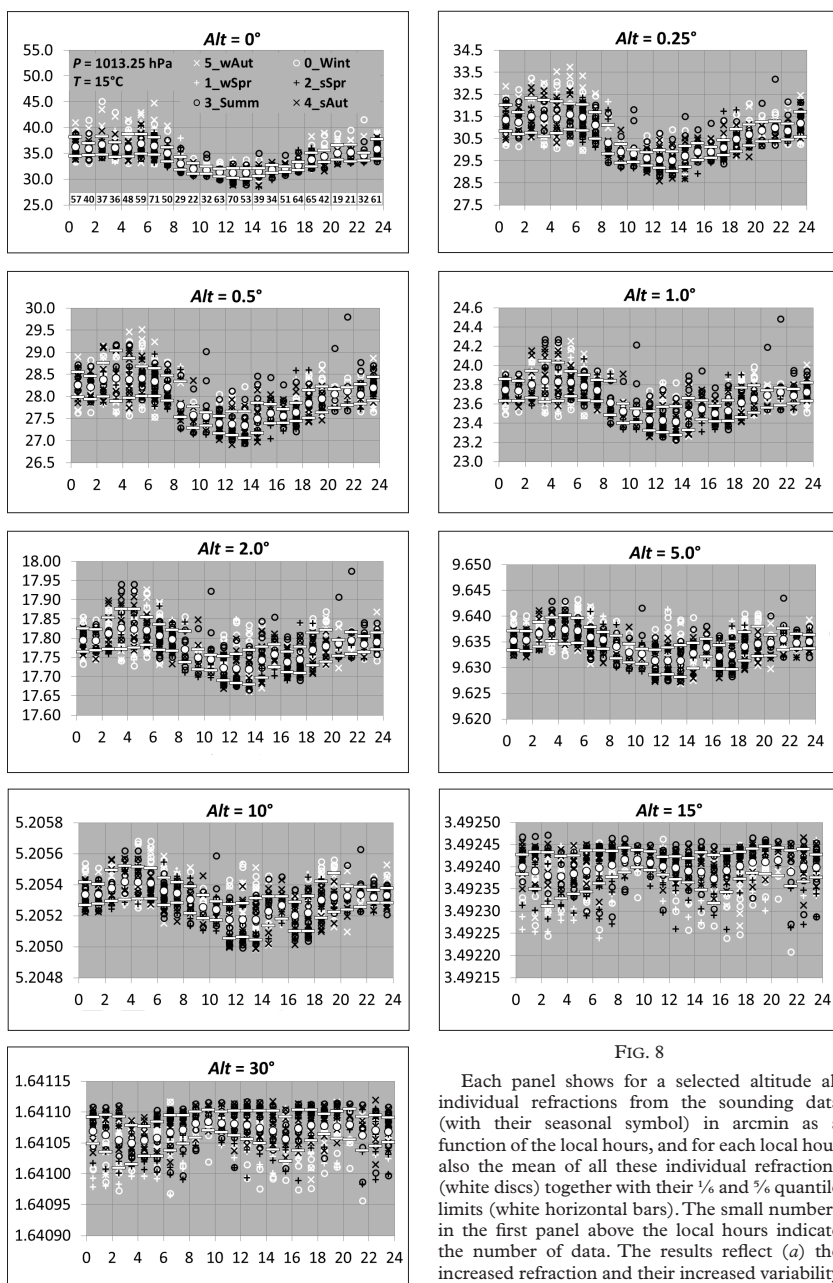 Alt = 0°
55.0
50.0
45.0
40.0
35.0
30.0
25.0
P = 1013.25 hPa
T = 15°C
× 5_wAut
○ 0_Wint
+ 1_wSpr
+ 2_sSpr
○ 3_Summ
× 4_sAut
57 40 37 36 48 59 71 50 29 22 32 63 70 53 39 34 51 64 65 42 19 21 32 61
0 2 4 6 8 10 12 14 16 18 20 22 24
Alt = 0.25°
34.5
33.5
32.5
31.5
30.5
29.5
28.5
27.5
0 2 4 6 8 10 12 14 16 18 20 22 24
Alt = 0.5°
30.0
29.5
29.0
28.5
28.0
27.5
27.0
26.5
0 2 4 6 8 10 12 14 16 18 20 22 24
Alt = 1.0°
24.6
24.4
24.2
24.0
23.8
23.6
23.4
23.2
23.0
0 2 4 6 8 10 12 14 16 18 20 22 24
Alt = 2.0°
18.00
17.95
17.90
17.85
17.80
17.75
17.70
17.65
17.60
0 2 4 6 8 10 12 14 16 18 20 22 24
Alt = 5.0°
9.650
9.645
9.640
9.635
9.630
9.625
9.620
0 2 4 6 8 10 12 14 16 18 20 22 24
Alt = 10°
5.2058
5.2056
5.2054
5.2052
5.2050
5.2048
0 2 4 6 8 10 12 14 16 18 20 22 24
Alt = 15°
3.49250
3.49245
3.49240
3.49235
3.49230
3.49225
3.49220
3.49215
0 2 4 6 8 10 12 14 16 18 20 22 24
Alt = 30°
1.64115
1.64110
1.64105
1.64100
1.64095
1.64090
0 2 4 6 8 10 12 14 16 18 20 22 24
FIG. 8
Each panel shows for a selected altitude al
individual refractions from the sounding data
(with their seasonal symbol) in arcmin as a
function of the local hours, and for each local hour
also the mean of all these individual refraction
(white discs) together with their ⅙ and ⅚ quantile
limits (white horizontal bars). The small number
in the first panel above the local hours indicate
the number of data. The results reflect (a) the
increased refraction and their increased variability